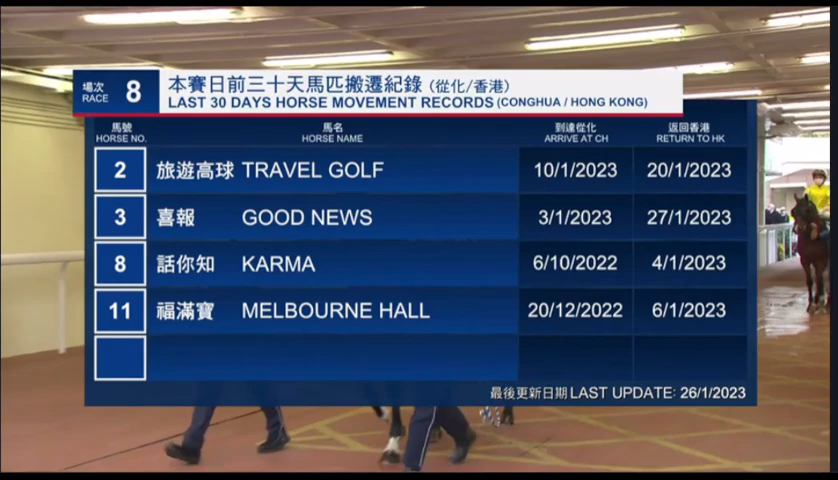 場次
RACE 8
本賽日前三十天馬匹搬遷紀錄 (從化/香港)
LAST 30 DAYS HORSE MOVEMENT RECORDS (CONGHUA / HONG KONG)
馬號 馬名 到達從化 返回香港
HORSE NO. HORSE NAME ARRIVE AT CH RETURN TO HK
2 旅遊高球 TRAVEL GOLF 10/1/2023 20/1/2023
3 喜報 GOOD NEWS 3/1/2023 27/1/2023
8 話你知 KARMA 6/10/2022 4/1/2023
11 福滿寶 MELBOURNE HALL 20/12/2022 6/1/2023
最後更新日期 LAST UPDATE: 26/1/2023